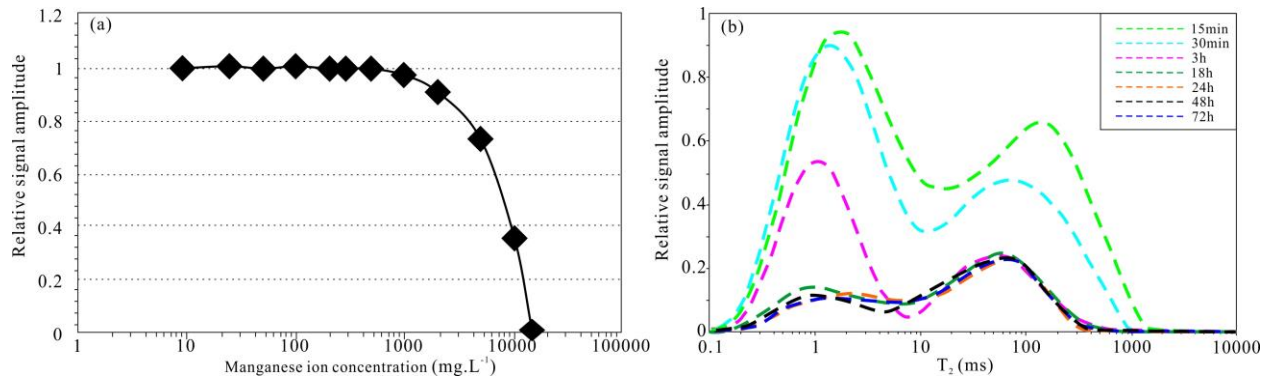 (a)
Relative signal amplitude
1.2
1
0.8
0.6
0.4
0.2
0
1
10
100
1000
10000
100000
Manganese ion concentration (mg.L⁻¹)
(b)
Relative signal amplitude
1
0.8
0.6
0.4
0.2
0
0.1
1
10
100
1000
10000
T₂ (ms)
15min
30min
3h
18h
24h
48h
72h